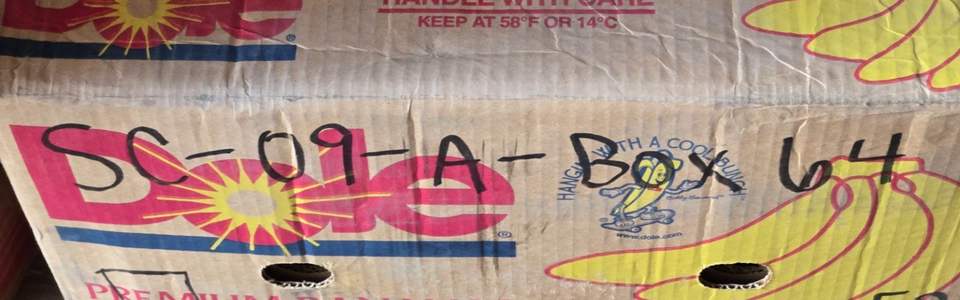 Dole®
HANDLE WITH CARE
KEEP AT 58°F OR 14°C
SC-09-A-Box 64
Dole®
HANGIN' WITH A COOL BUNCH
www.dole.com
PREMIUM